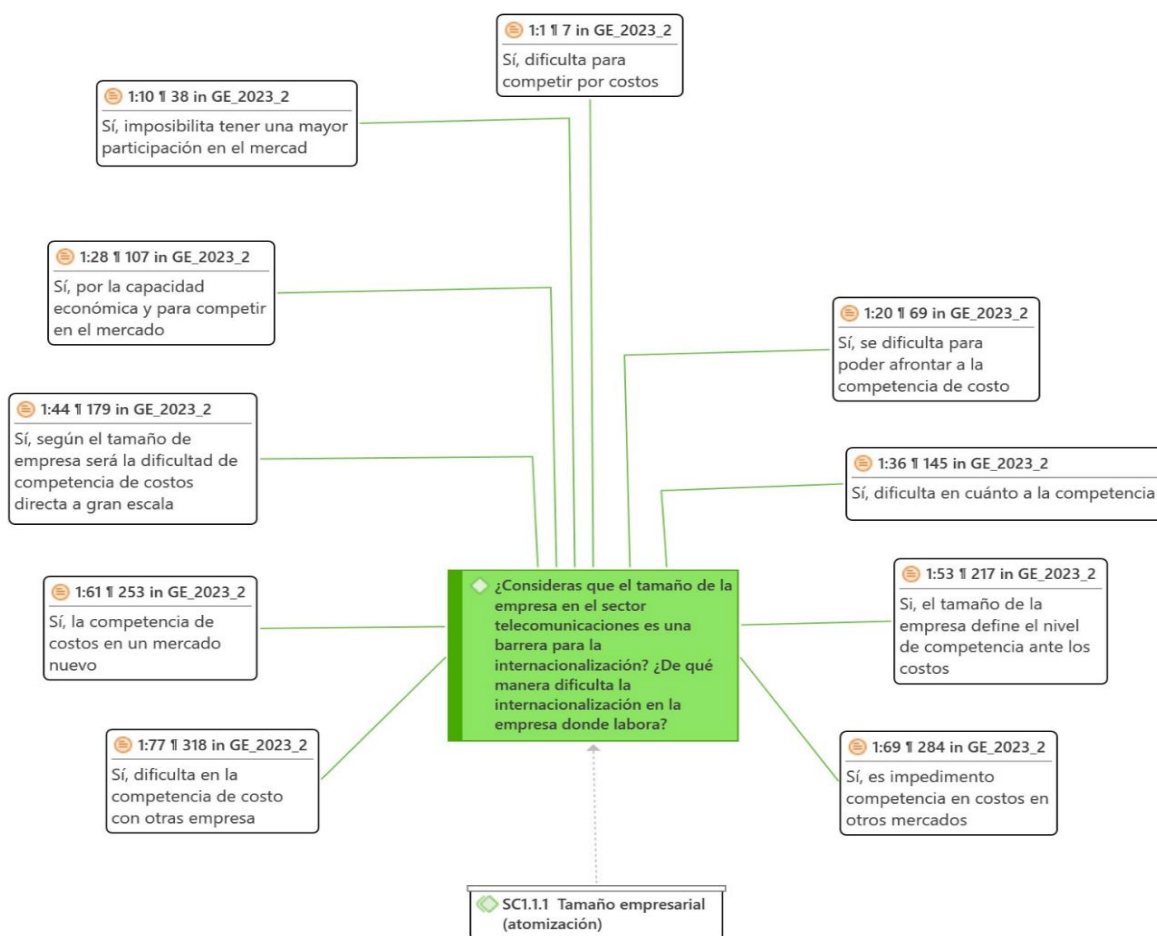 1:1 ¶ 7 in GE_2023_2
Sí, dificulta para
competir por costos
1:10 ¶ 38 in GE_2023_2
Sí, imposibilita tener una mayor
participación en el mercad
1:28 ¶ 107 in GE_2023_2
Sí, por la capacidad
económica y para competir
en el mercado
1:20 ¶ 69 in GE_2023_2
Sí, se dificulta para
poder afrontar a la
competencia de costo
1:44 ¶ 179 in GE_2023_2
Sí, según el tamaño de
empresa será la dificultad de
competencia de costos
directa a gran escala
1:36 ¶ 145 in GE_2023_2
Sí, dificulta en cuánto a la competencia
1:61 ¶ 253 in GE_2023_2
Sí, la competencia de
costos en un mercado
nuevo
¿Consideras que el tamaño de la
empresa en el sector
telecomunicaciones es una
barrera para la
internacionalización? ¿De qué
manera dificulta la
internacionalización en la
empresa donde labora?
1:53 ¶ 217 in GE_2023_2
Si, el tamaño de la
empresa define el nivel
de competencia ante los
costos
1:77 ¶ 318 in GE_2023_2
Sí, dificulta en la
competencia de costo
con otras empresa
1:69 ¶ 284 in GE_2023_2
Sí, es impedimento
competencia en costos en
otros mercados
SC1.1.1 Tamaño empresarial
(atomización)